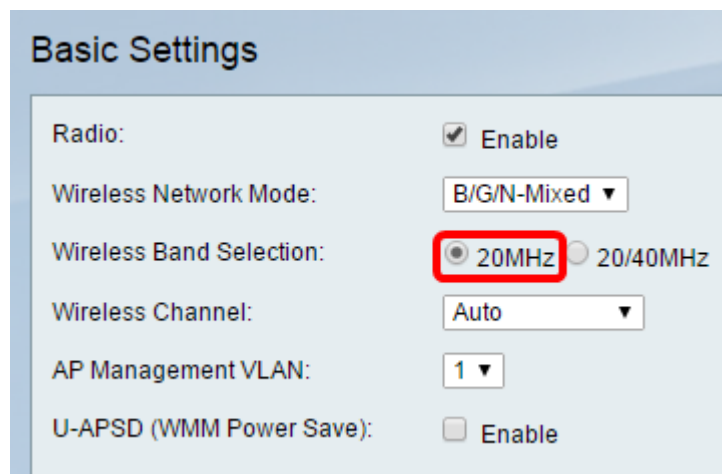 Basic Settings
Radio: Enable
Wireless Network Mode: B/G/N-Mixed
Wireless Band Selection: 20MHz 20/40MHz
Wireless Channel: Auto
AP Management VLAN: 1
U-APSD (WMM Power Save): Enable